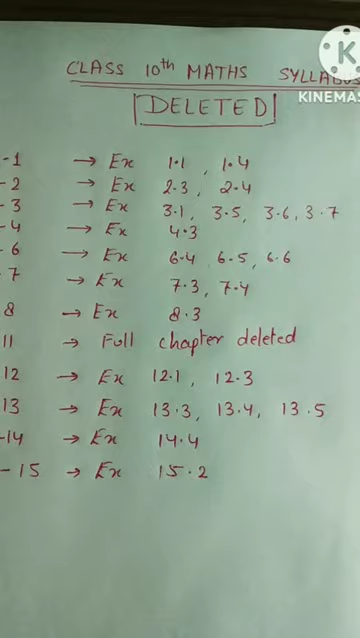 CLASS 10th MATHS SYLLABUS
DELETED
K
KINEMAS
-1 → Ex 1.1, 1.4
-2 → Ex 2.3, 2.4
-3 → Ex 3.1, 3.5, 3.6, 3.7
-4 → Ex 4.3
-6 → Ex 6.4, 6.5, 6.6
.7 → Ex 7.3, 7.4
8 → Ex 8.3
11 → Full chapter deleted
12 → Ex 12.1, 12.3
13 → Ex 13.3, 13.4, 13.5
-14 → Ex 14.4
-15 → Ex 15.2